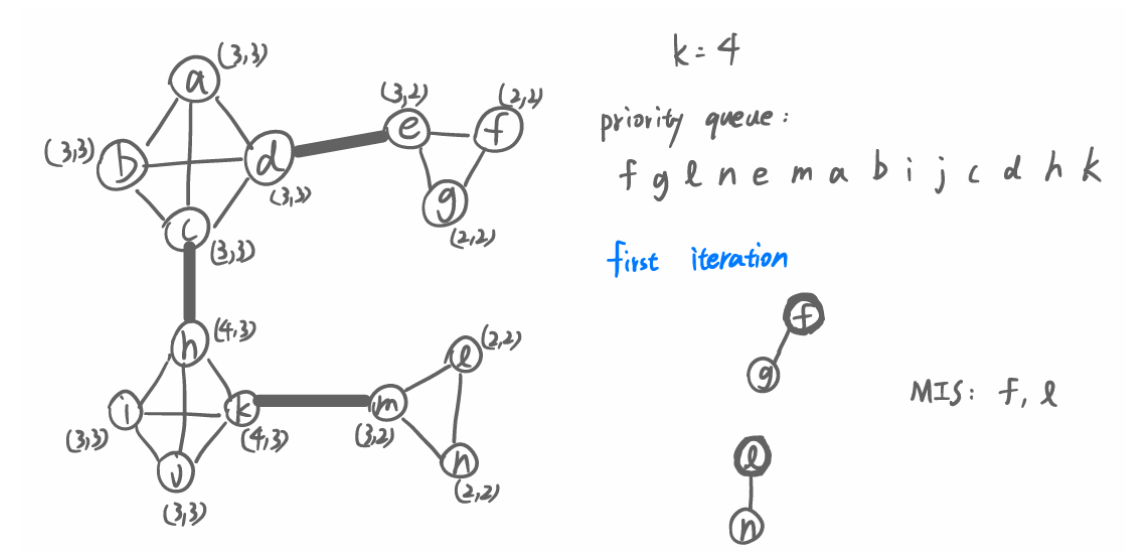 (3,3)
a
(3,3)
b
d
(3,3)
c
(3,3)
(3,2)
e
(2,2)
f
g
(2,2)
h
(4,3)
i
(3,3)
k
(4,3)
j
(3,3)
m
(3,2)
l
(2,2)
n
(2,2)
k=4
priority queue:
f g l n e m a b i j c d h k
first iteration
f
g
l
n
MIS: f, l